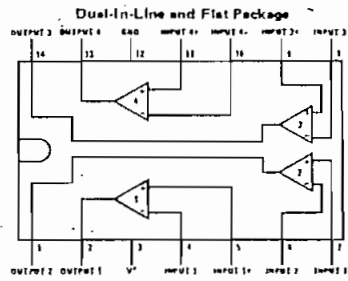 Dual-In-Line and Flat Package
OUTPUT 3 OUTPUT 4 GND INPUT 4+ INPUT 4- INPUT 3+ INPUT 3
14 13 12 11 10 9 8
+ - 4
+ - 3
+ - 2
+ - 1
1 2 3 4 5 6 7
OUTPUT 2 OUTPUT 1 V+ INPUT 1 INPUT 1+ INPUT 2 INPUT